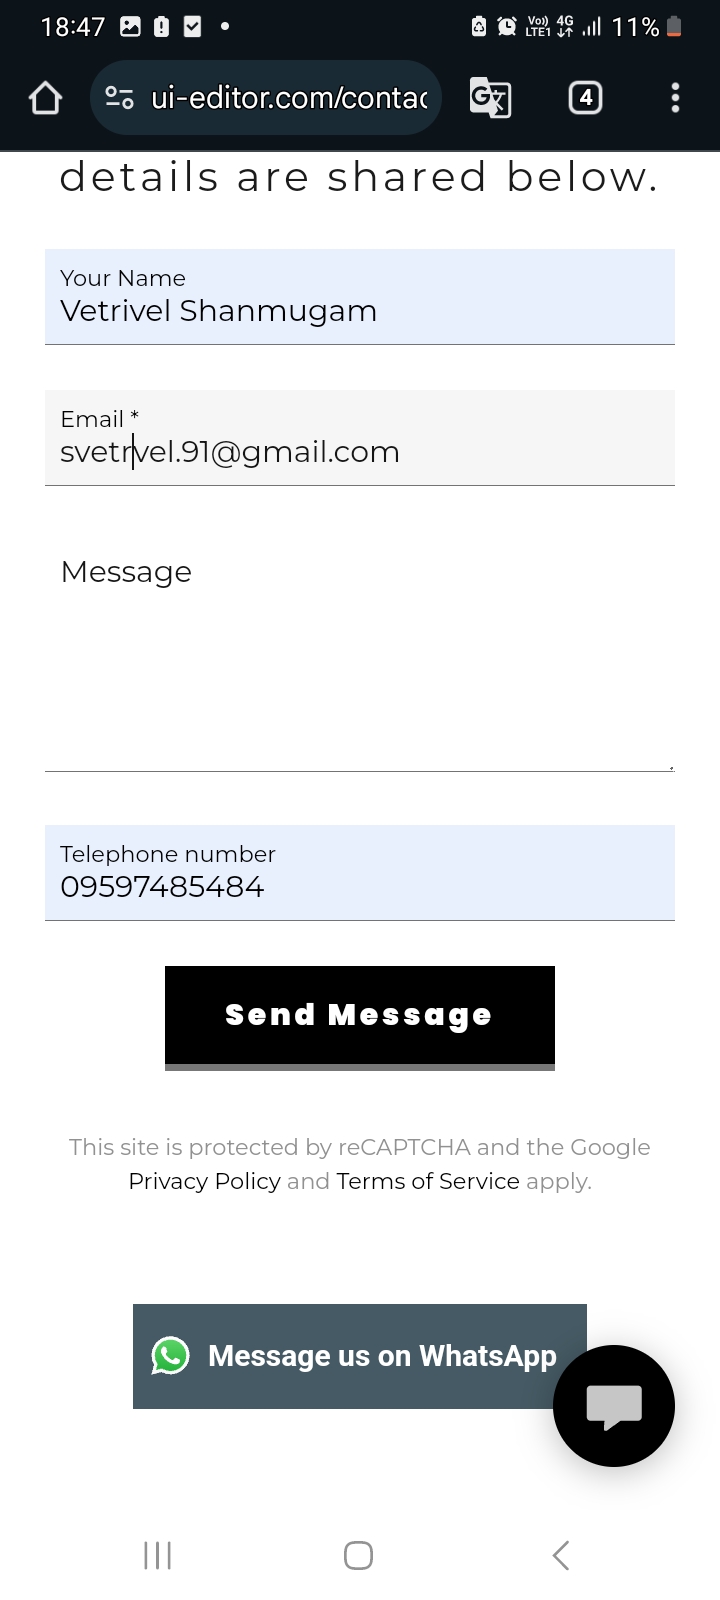 18:47
Vo)) LTE1 4G 11%
ui-editor.com/contac
4
details are shared below.
Your Name
Vetrivel Shanmugam
Email *
svetrvel.91@gmail.com
Message
Telephone number
09597485484
Send Message
This site is protected by reCAPTCHA and the Google
Privacy Policy and Terms of Service apply.
Message us on WhatsApp